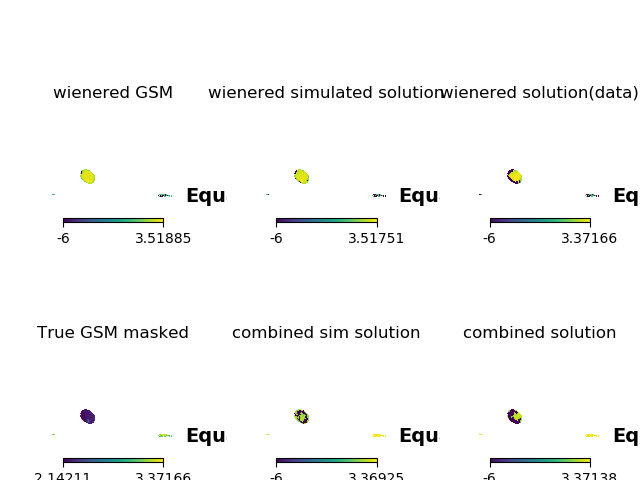 wienered GSM wienered simulated solution wienered solution(data)
Equ Equ Eq
-6 3.51885 -6 3.51751 -6 3.37166
True GSM masked combined sim solution combined solution
Equ Equ Eq
2.14211 3.37166 -6 3.36925 -6 3.37138